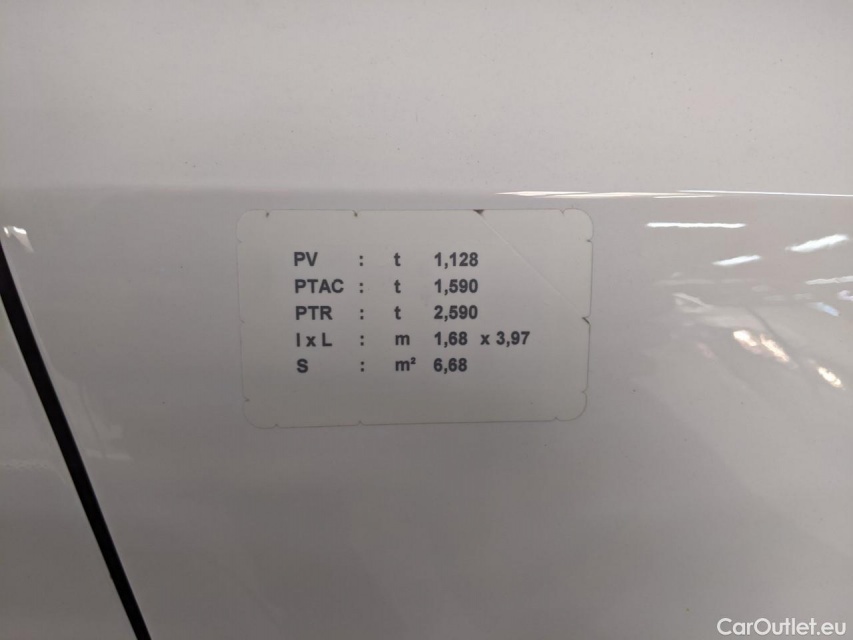 PV : t 1,128
PTAC : t 1,590
PTR : t 2,590
l x L : m 1,68 x 3,97
S : m² 6,68
CarOutlet.eu